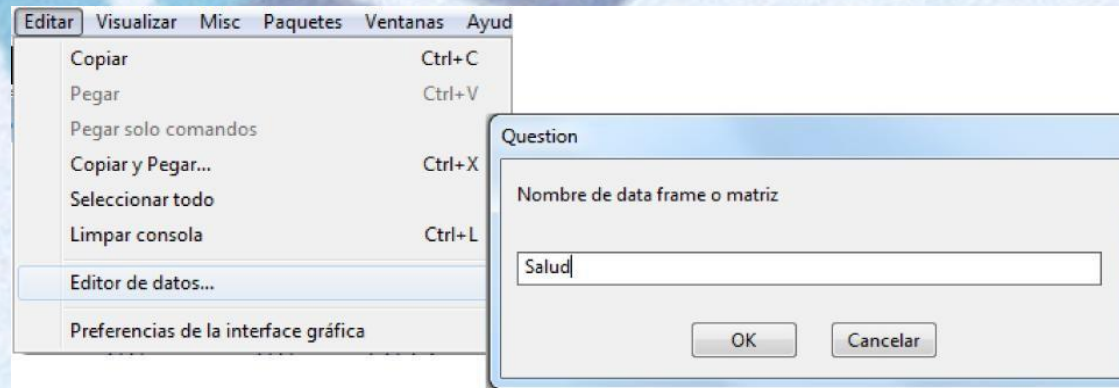 Editar Visualizar Misc Paquetes Ventanas Ayud
Copiar Ctrl+C
Pegar Ctrl+V
Pegar solo comandos
Copiar y Pegar... Ctrl+X
Seleccionar todo
Limpar consola Ctrl+L
Editor de datos...
Preferencias de la interface gráfica
Question
Nombre de data frame o matriz
Salud
OK Cancelar